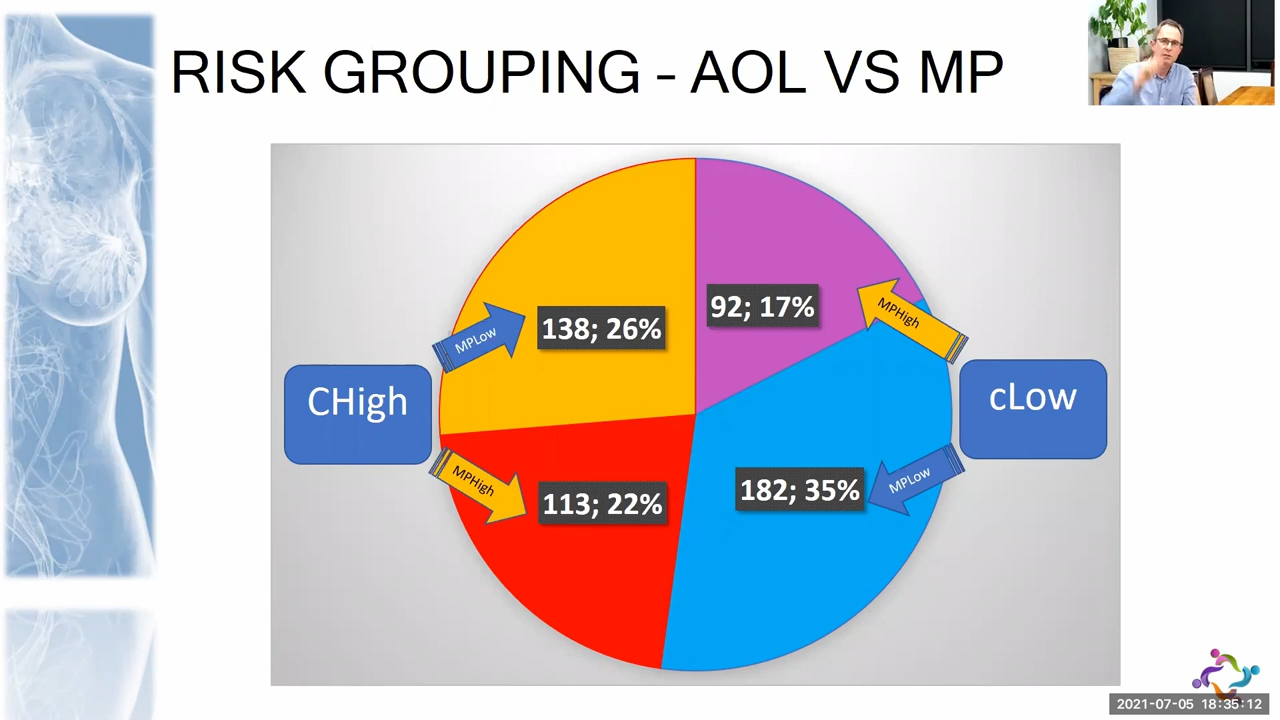 RISK GROUPING - AOL VS MP
138; 26%
92; 17%
MPHigh
MPLow
CHigh
cLow
MPHigh
113; 22%
182; 35%
MPLow
2021-07-05 18:35:12